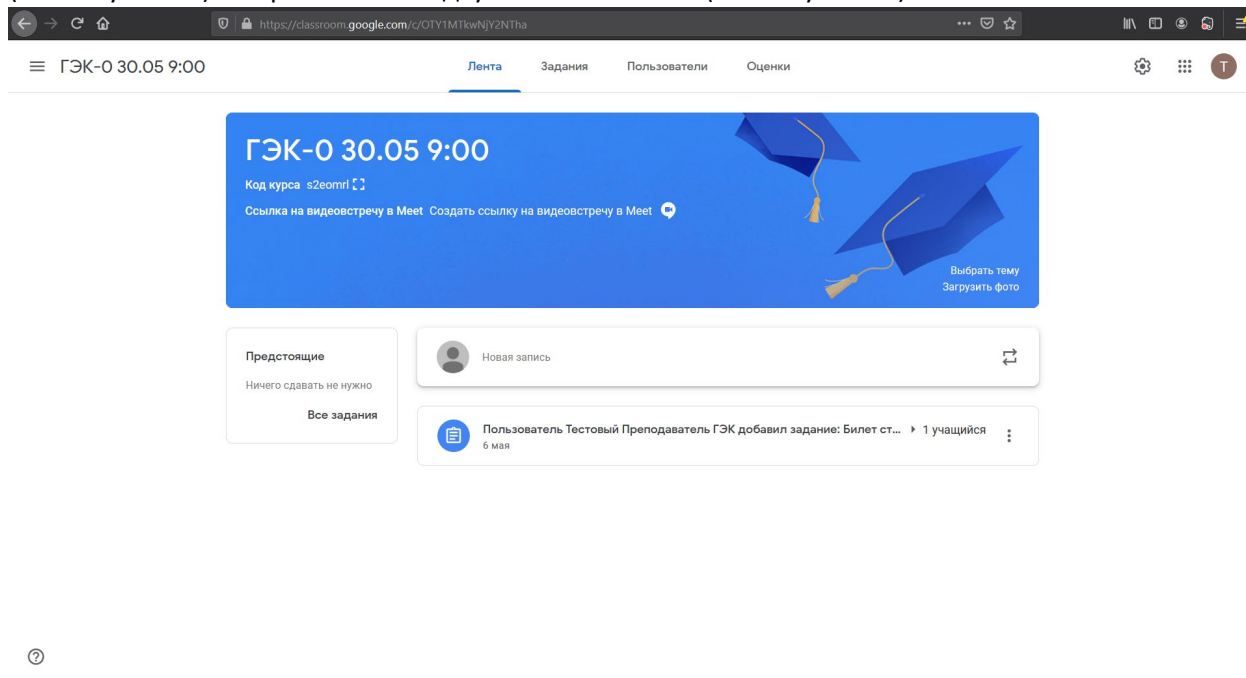 https://classroom.google.com/c/OTY1MTkwNjY2NTha
ГЭК-0 30.05 9:00
Лента Задания Пользователи Оценки
T
ГЭК-0 30.05 9:00
Код курса s2eomrl
Ссылка на видеовстречу в Meet Создать ссылку на видеовстречу в Meet
Выбрать тему
Загрузить фото
Предстоящие
Ничего сдавать не нужно
Все задания
Новая запись
Пользователь Тестовый Преподаватель ГЭК добавил задание: Билет ст... 1 учащийся
6 мая